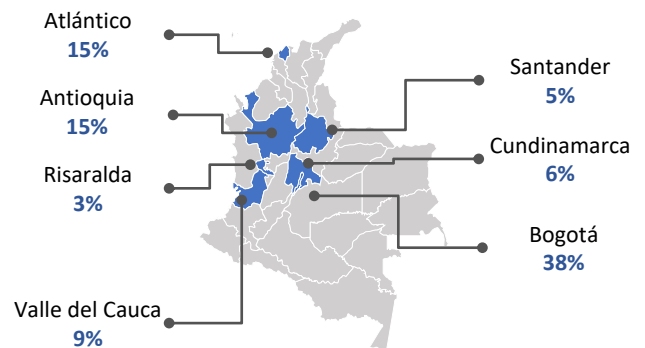 Atlántico
15%
Antioquia
15%
Risaralda
3%
Valle del Cauca
9%
Santander
5%
Cundinamarca
6%
Bogotá
38%